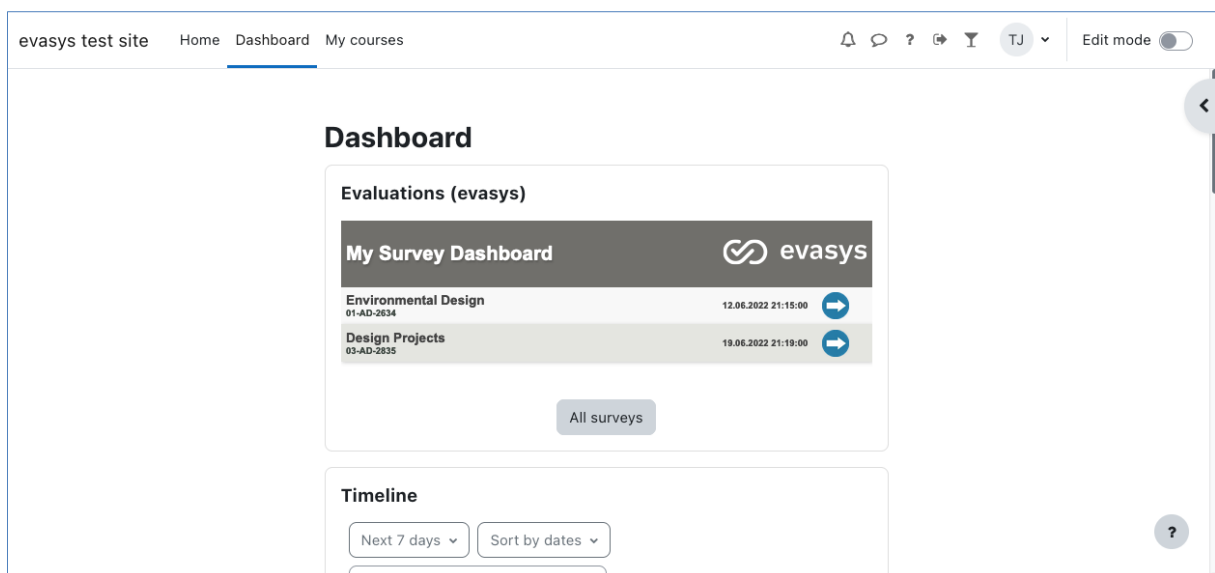 evasys test site Home Dashboard My courses ? TJ Edit mode
Dashboard
Evaluations (evasys)
My Survey Dashboard evasys
Environmental Design 12.06.2022 21:15:00
01-AD-2634
Design Projects 19.06.2022 21:19:00
03-AD-2835
All surveys
Timeline
Next 7 days Sort by dates
?